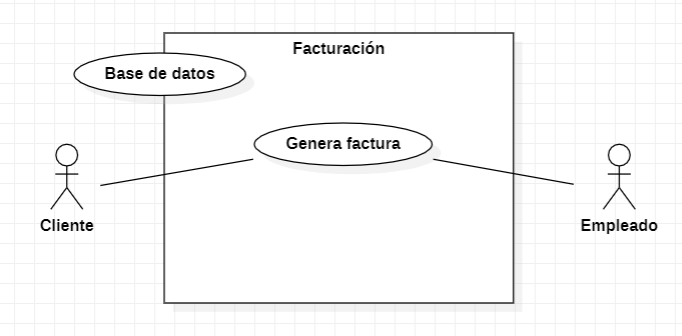 Facturación
Base de datos
Genera factura
Cliente
Empleado